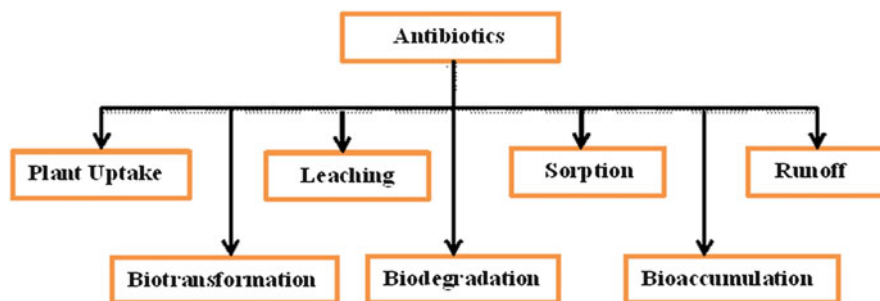 Antibiotics
Plant Uptake
Leaching
Sorption
Runoff
Biotransformation
Biodegradation
Bioaccumulation